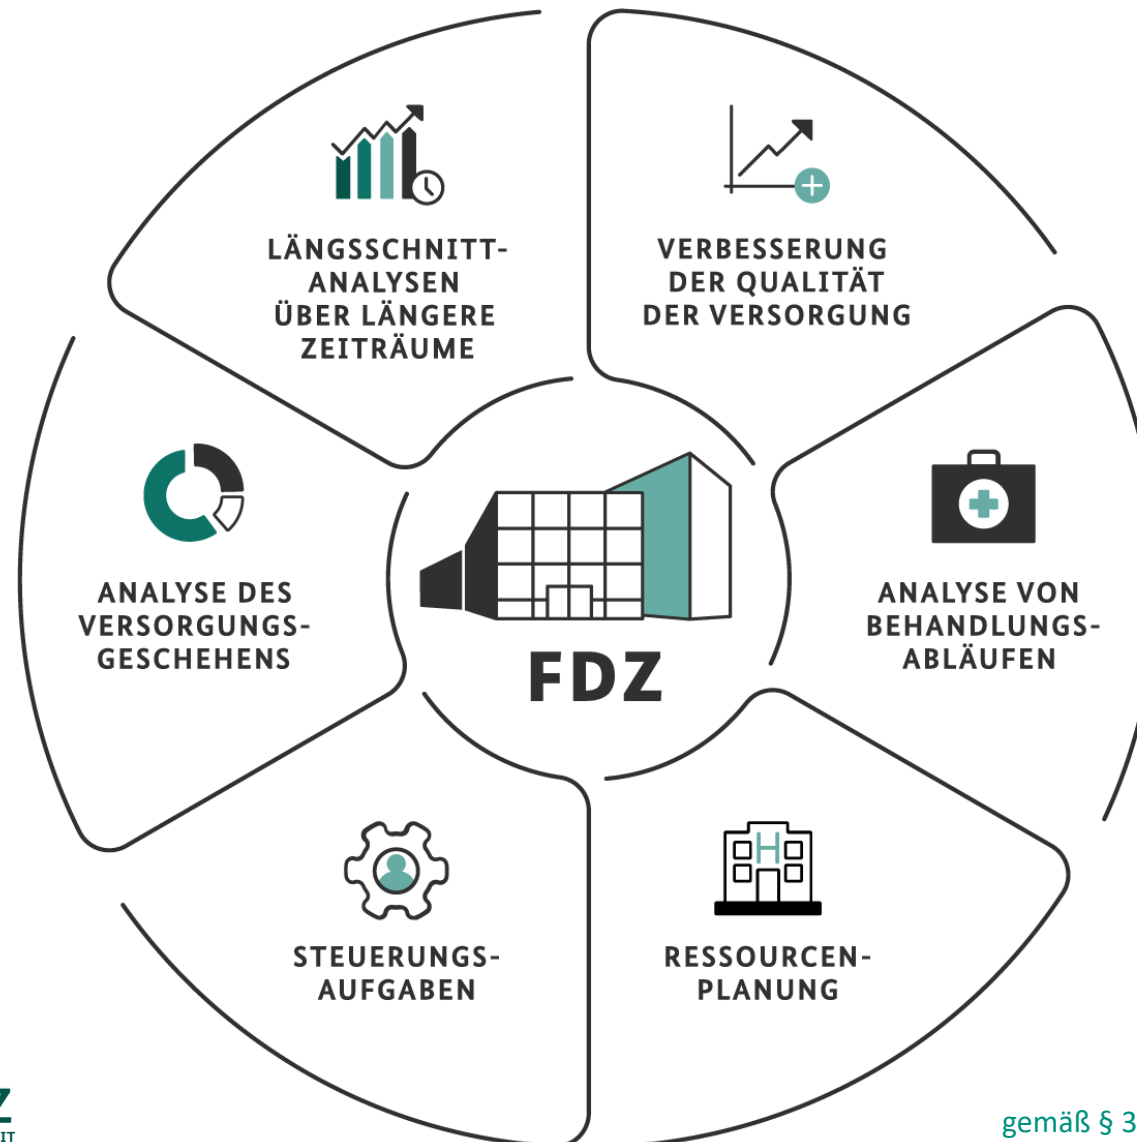 LÄNGSSCHNITT-
ANALYSEN
ÜBER LÄNGERE
ZEITRÄUME
VERBESSERUNG
DER QUALITÄT
DER VERSORGUNG
ANALYSE DES
VERSORGUNGS-
GESCHEHENS
FDZ
ANALYSE VON
BEHANDLUNGS-
ABLÄUFEN
STEUERUNGS-
AUFGABEN
H
RESSOURCEN-
PLANUNG
Z
IT
gemäß § 3